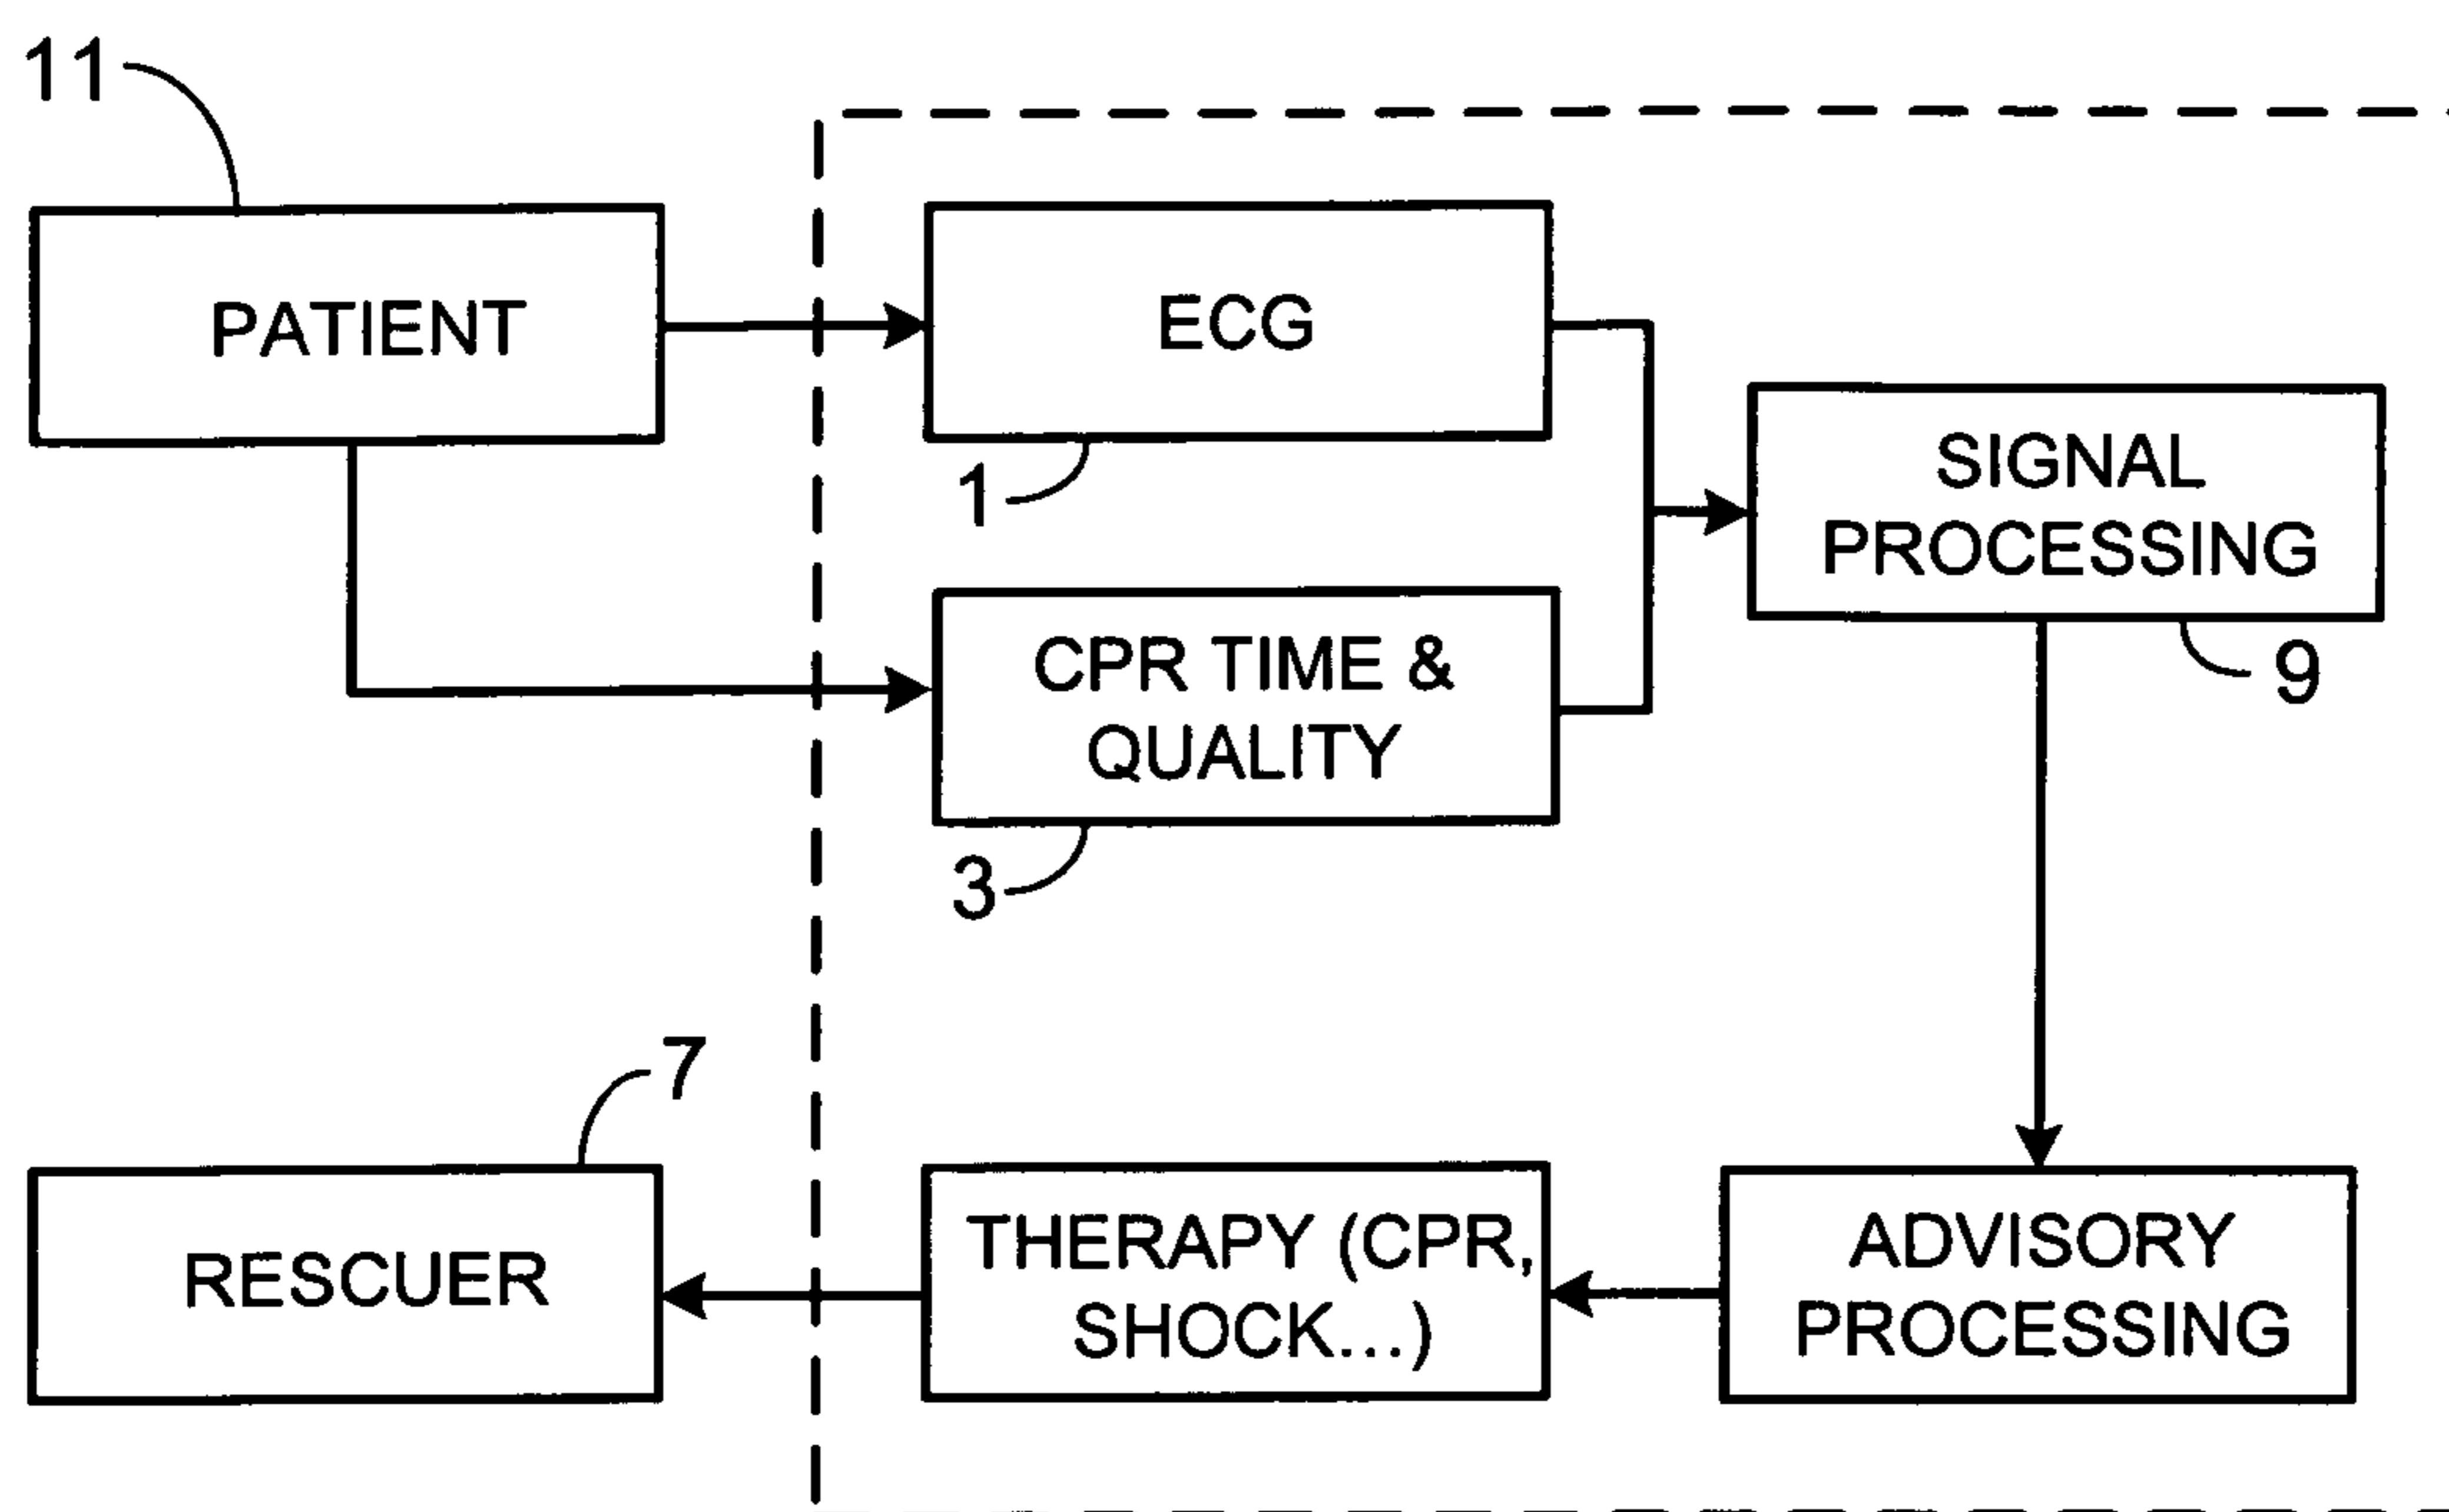 11
PATIENT
ECG
1
SIGNAL
PROCESSING
9
CPR TIME &
QUALITY
3
7
RESCUER
THERAPY (CPR,
SHOCK...)
ADVISORY
PROCESSING